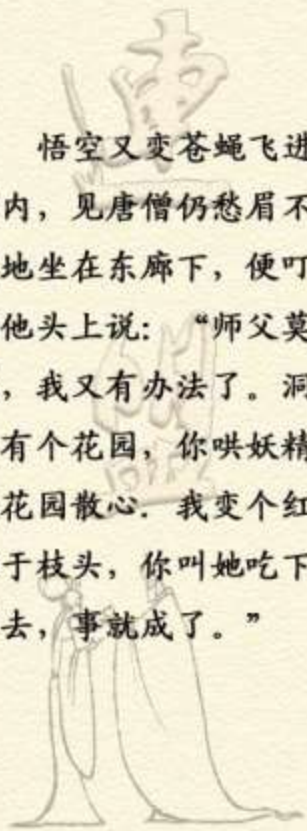 悟空又变苍蝇飞进
内，见唐僧仍愁眉不
地坐在东廊下，便叮
他头上说：“师父莫
，我又有办法了。洞
有个花园，你哄妖精
花园散心．我变个红
于枝头，你叫她吃下
去，事就成了。”